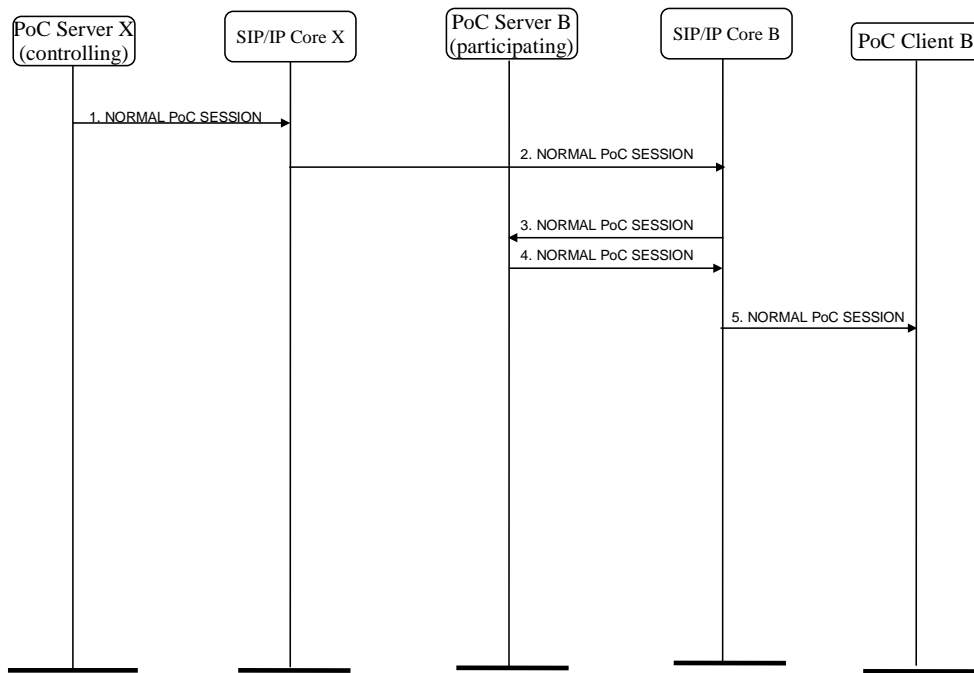 PoC Server X
(controlling)
SIP/IP Core X
PoC Server B
(participating)
SIP/IP Core B
PoC Client B
1. NORMAL PoC SESSION
2. NORMAL PoC SESSION
3. NORMAL PoC SESSION
4. NORMAL PoC SESSION
5. NORMAL PoC SESSION